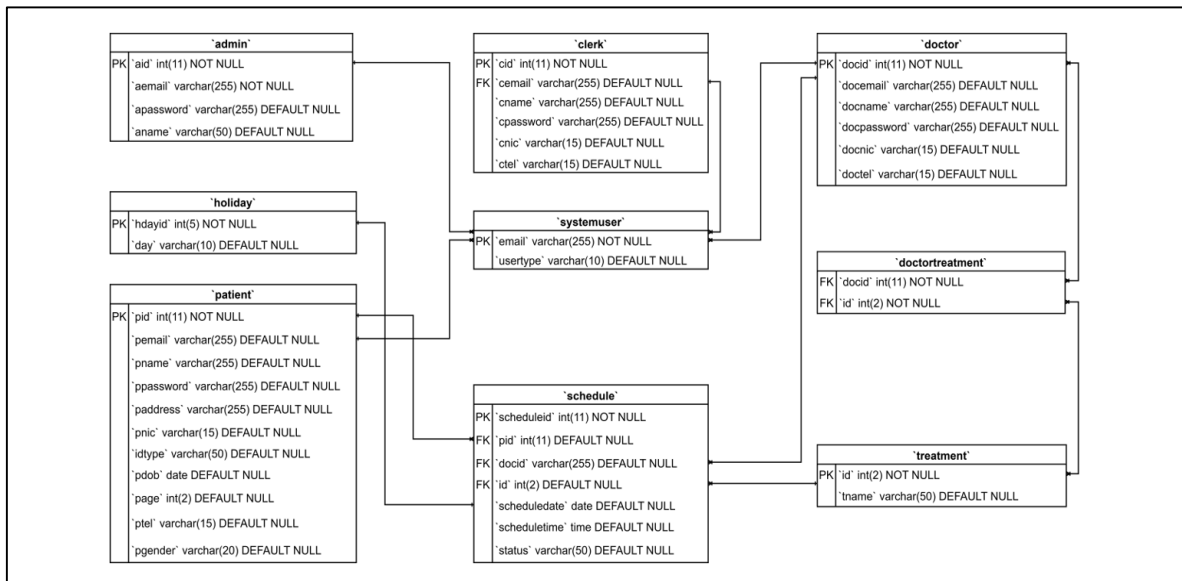 `admin`
PK `aid` int(11) NOT NULL
`aemail` varchar(255) NOT NULL
`apassword` varchar(255) DEFAULT NULL
`aname` varchar(50) DEFAULT NULL
`clerk`
PK `cid` int(11) NOT NULL
FK `cemail` varchar(255) DEFAULT NULL
`cname` varchar(255) DEFAULT NULL
`cpassword` varchar(255) DEFAULT NULL
`cnic` varchar(15) DEFAULT NULL
`ctel` varchar(15) DEFAULT NULL
`doctor`
PK `docid` int(11) NOT NULL
`docemail` varchar(255) DEFAULT NULL
`docname` varchar(255) DEFAULT NULL
`docpassword` varchar(255) DEFAULT NULL
`docnic` varchar(15) DEFAULT NULL
`doctel` varchar(15) DEFAULT NULL
`holiday`
PK `hdayid` int(5) NOT NULL
`day` varchar(10) DEFAULT NULL
`systemuser`
PK `email` varchar(255) NOT NULL
`usertype` varchar(10) DEFAULT NULL
`doctortreatment`
FK `docid` int(11) NOT NULL
FK `id` int(2) NOT NULL
`patient`
PK `pid` int(11) NOT NULL
`pemail` varchar(255) DEFAULT NULL
`pname` varchar(255) DEFAULT NULL
`ppassword` varchar(255) DEFAULT NULL
`paddress` varchar(255) DEFAULT NULL
`pnic` varchar(15) DEFAULT NULL
`idtype` varchar(50) DEFAULT NULL
`pdob` date DEFAULT NULL
`page` int(2) DEFAULT NULL
`ptel` varchar(15) DEFAULT NULL
`pgender` varchar(20) DEFAULT NULL
`schedule`
PK `scheduleid` int(11) NOT NULL
FK `pid` int(11) DEFAULT NULL
FK `docid` varchar(255) DEFAULT NULL
FK `id` int(2) DEFAULT NULL
`scheduledate` date DEFAULT NULL
`scheduletime` time DEFAULT NULL
`status` varchar(50) DEFAULT NULL
`treatment`
PK `id` int(2) NOT NULL
`tname` varchar(50) DEFAULT NULL